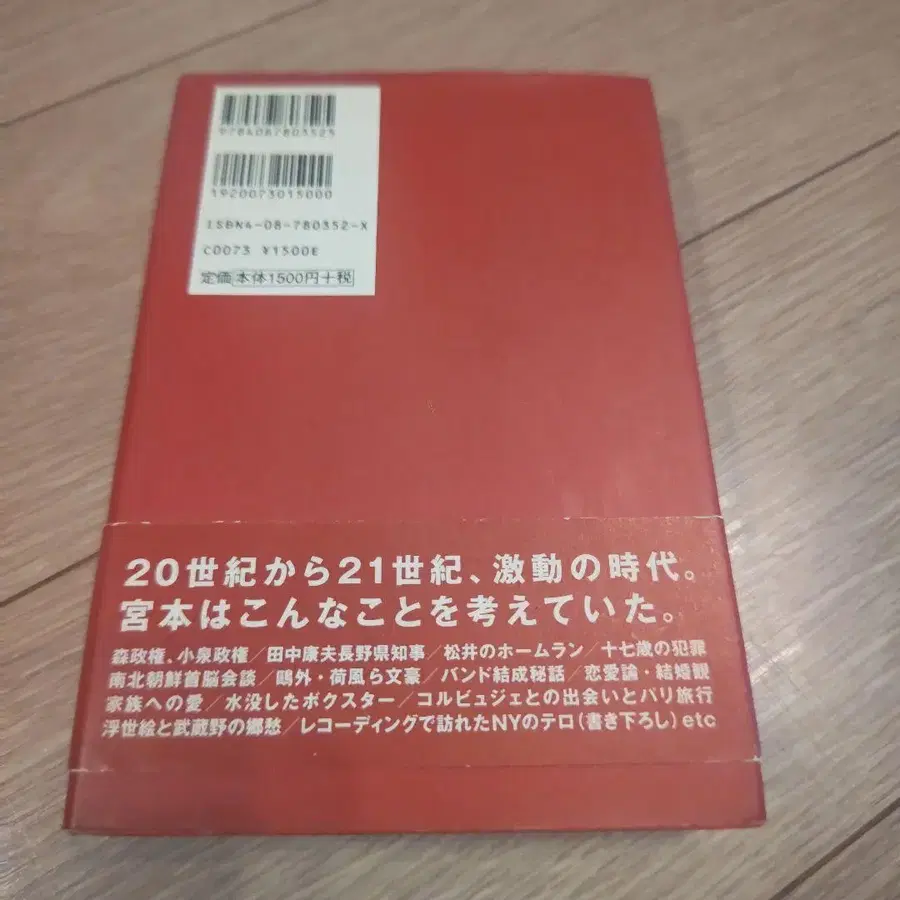 9784087803525
1920073015000
ISBN4-08-780352-X
C0073 ¥1500E
定価 本体1500円+税
20世紀から21世紀、激動の時代。
宮本はこんなことを考えていた。
森政権、小泉政権/田中康夫長野県知事/松井のホームラン/十七歳の犯罪
南北朝鮮首脳会談/鴎外・荷風ら文豪/バンド結成秘話/恋愛論・結婚観
家族への愛/水没したボクスター/コルビュジェとの出会いとパリ旅行
浮世絵と武蔵野の郷愁/レコーディングで訪れたNYのテロ(書き下ろし)etc